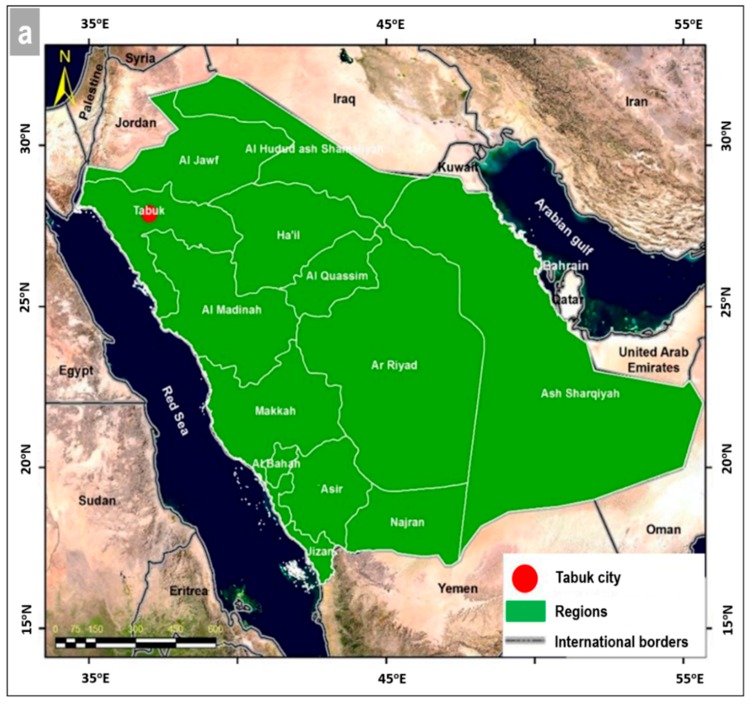 a
35°E
45°E
55°E
N
Syria
Palestine
Iraq
Iran
Jordan
30°N
30°N
Al Hudud ash Shamaliyah
Al Jawf
Kuwait
Tabuk
Arabian gulf
Ha'il
Bahrain
Al Quassim
Qatar
25°N
25°N
Al Madinah
United Arab
Emirates
Egypt
Ar Riyad
Ash Sharqiyah
Red Sea
Makkah
20°N
20°N
Al Bahah
Asir
Sudan
Najran
Oman
Jizan
Tabuk city
Eritrea
Yemen
Regions
15°N
15°N
0 75 150 300 450 600
International borders
35°E
45°E
55°E